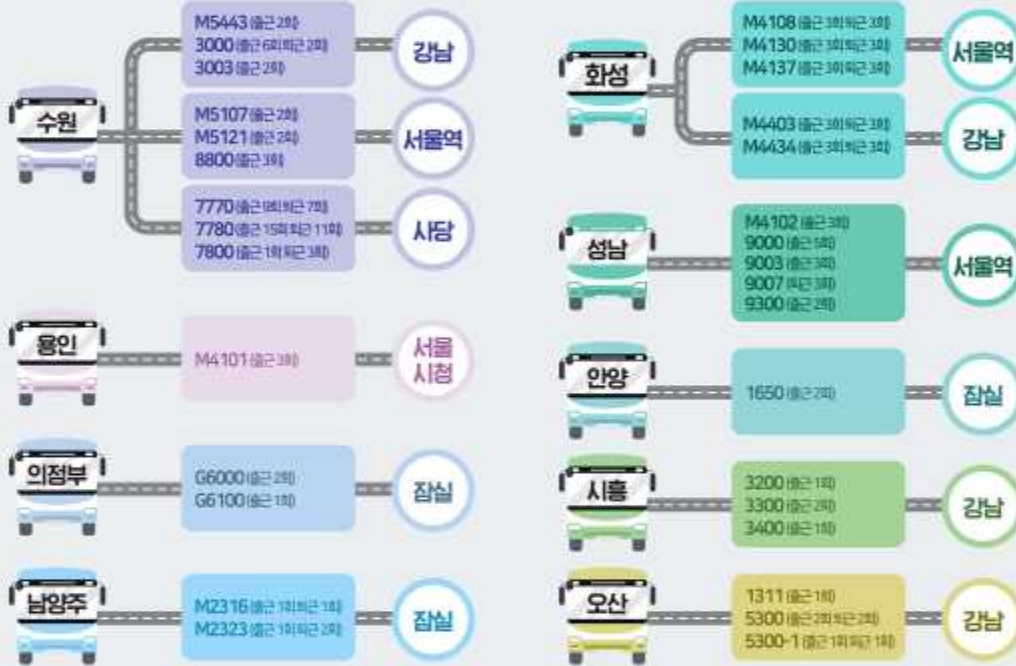 수원
M5443 (출근 2회)
3000 (출근 6회 퇴근 2회)
3003 (출근 2회)
강남
M5107 (출근 2회)
M5121 (출근 2회)
8800 (출근 3회)
서울역
7770 (출근 9회 퇴근 7회)
7780 (출근 15회 퇴근 11회)
7800 (출근 1회 퇴근 3회)
사당
용인
M4101 (출근 3회)
서울
시청
의정부
G6000 (출근 2회)
G6100 (출근 1회)
잠실
남양주
M2316 (출근 1회 퇴근 1회)
M2323 (출근 1회 퇴근 2회)
잠실
화성
M4108 (출근 3회 퇴근 3회)
M4130 (출근 3회 퇴근 3회)
M4137 (출근 3회 퇴근 3회)
서울역
M4403 (출근 3회 퇴근 3회)
M4434 (출근 3회 퇴근 3회)
강남
성남
M4102 (출근 3회)
9000 (출근 5회)
9003 (출근 3회)
9007 (퇴근 3회)
9300 (출근 2회)
서울역
안양
1650 (출근 2회)
잠실
시흥
3200 (출근 1회)
3300 (출근 2회)
3400 (출근 1회)
강남
오산
1311 (출근 1회)
5300 (출근 2회 퇴근 2회)
5300-1 (출근 1회 퇴근 1회)
강남